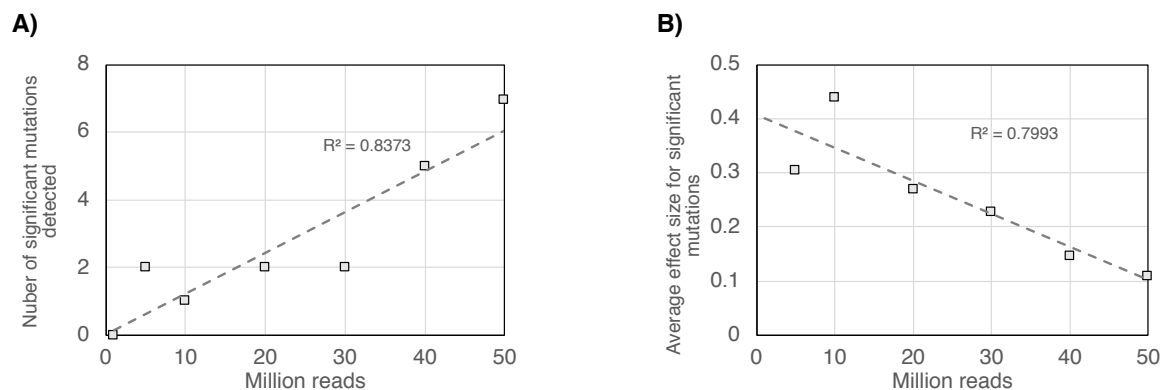 A)
Nuber of significant mutations
detected
8
6
4
2
0
R² = 0.8373
0 10 20 30 40 50
Million reads
B)
Average effect size for significant
mutations
0.5
0.4
0.3
0.2
0.1
0
R² = 0.7993
0 10 20 30 40 50
Million reads